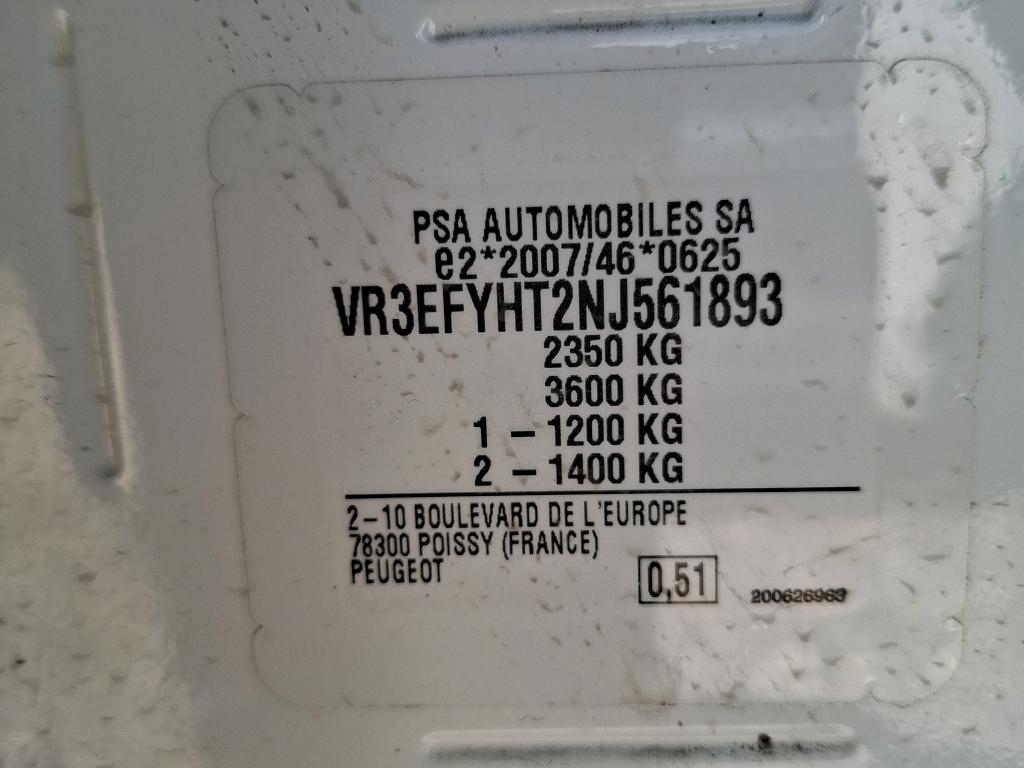 PSA AUTOMOBILES SA
e2*2007/46*0625
VR3EFYHT2NJ561893
2350 KG
3600 KG
1 - 1200 KG
2 - 1400 KG
2-10 BOULEVARD DE L'EUROPE
78300 POISSY (FRANCE)
PEUGEOT
0,51
200626963